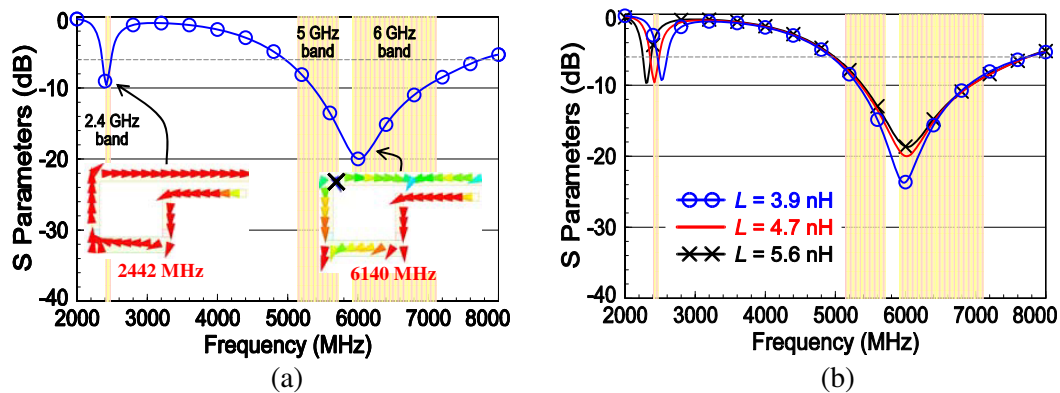 0
-10
-20
-30
-40
S Parameters (dB)
5 GHz
band
6 GHz
band
2.4 GHz
band
2442 MHz
6140 MHz
2000 3000 4000 5000 6000 7000 8000
Frequency (MHz)
(a)
0
-10
-20
-30
-40
S Parameters (dB)
L = 3.9 nH
L = 4.7 nH
L = 5.6 nH
2000 3000 4000 5000 6000 7000 8000
Frequency (MHz)
(b)